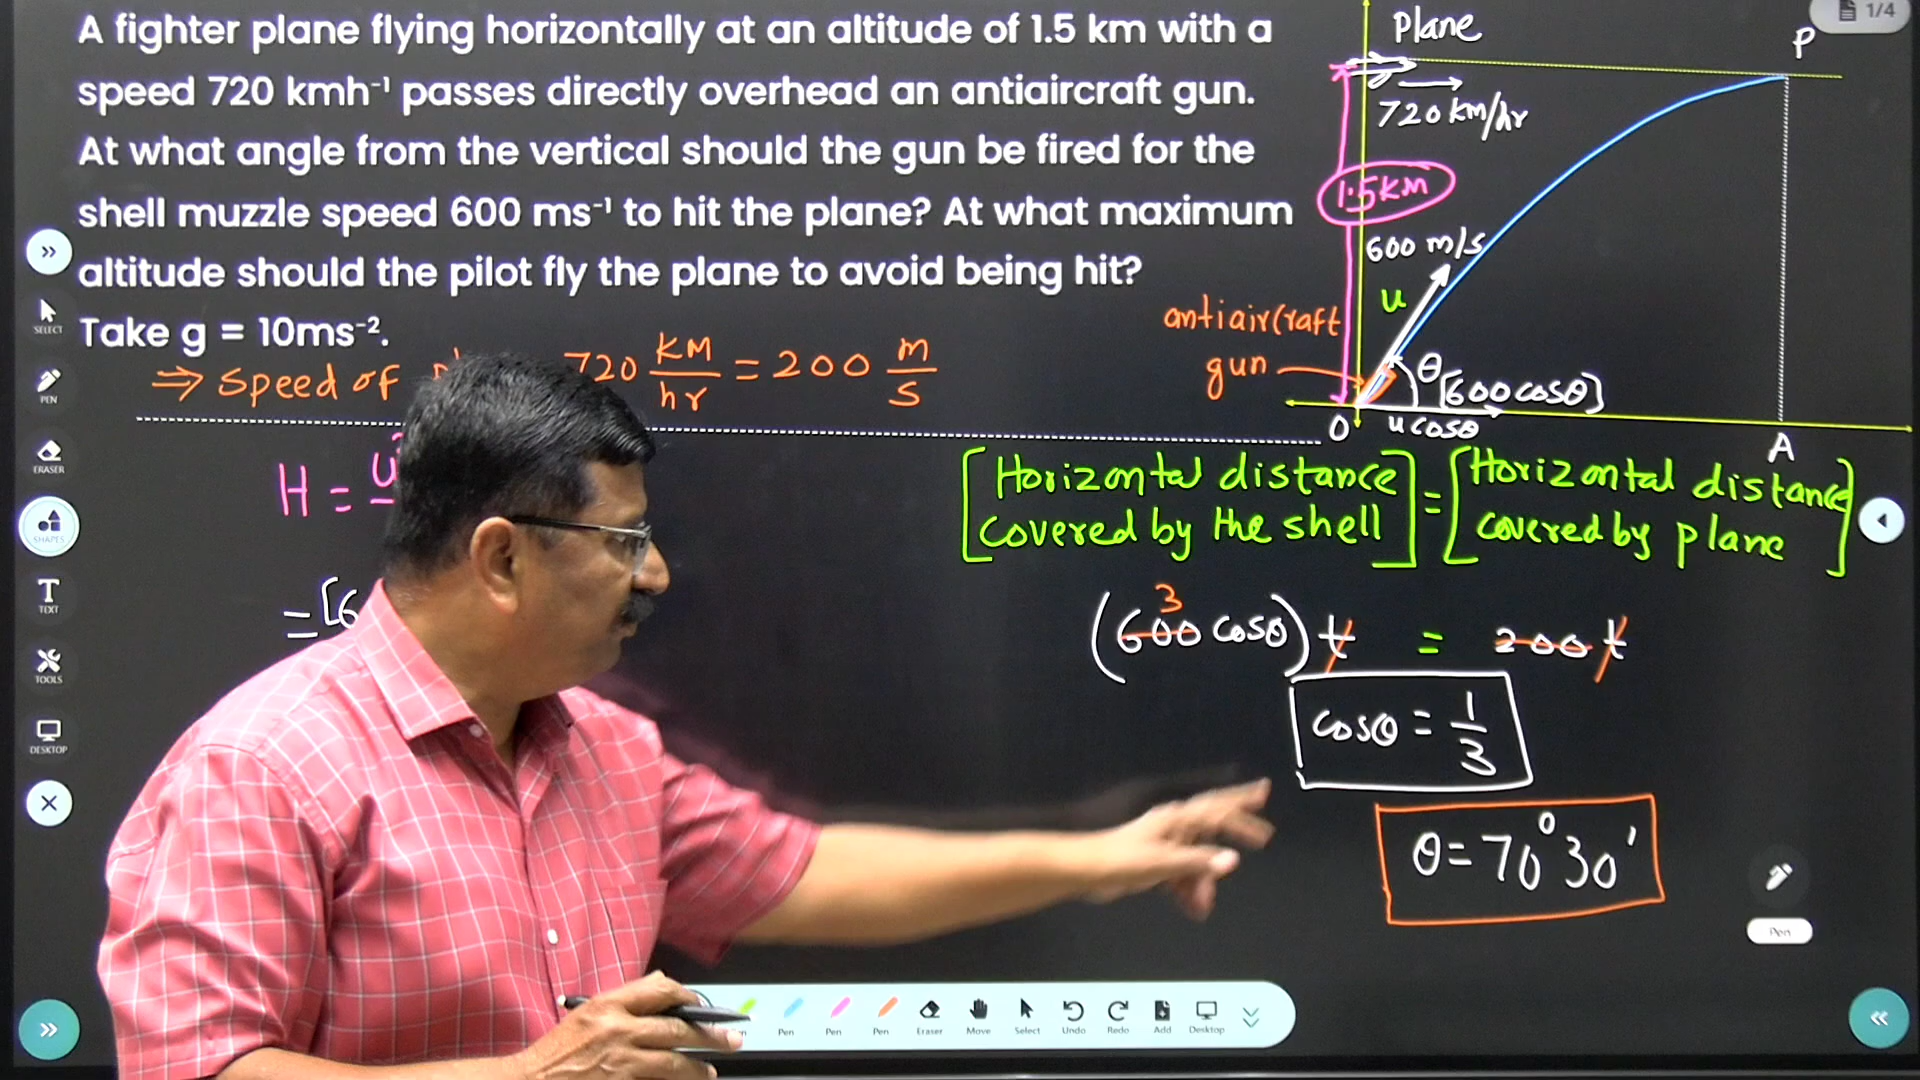 A fighter plane flying horizontally at an altitude of 1.5 km with a
speed 720 kmh⁻¹ passes directly overhead an antiaircraft gun.
At what angle from the vertical should the gun be fired for the
shell muzzle speed 600 ms⁻¹ to hit the plane? At what maximum
altitude should the pilot fly the plane to avoid being hit?
Take g = 10ms⁻².
⇒ Speed of 720 KM/hr = 200 m/s
H = u²
= [6
1/4
Plane
P
720 KM/hr
1.5KM
600 m/s
u
antiaircraft
gun
θ
[600 cosθ]
O
u cosθ
A
[Horizontal distance covered by the shell] = [Horizontal distance covered by plane]
3
(600 cosθ) t = 200 t
cosθ = 1/3
θ = 70° 30'
SELECT
PEN
ERASER
SHAPES
T
TEXT
TOOLS
DESKTOP
Pen
Pen
Pen
Pen
Eraser
Move
Select
Undo
Redo
Add
Desktop